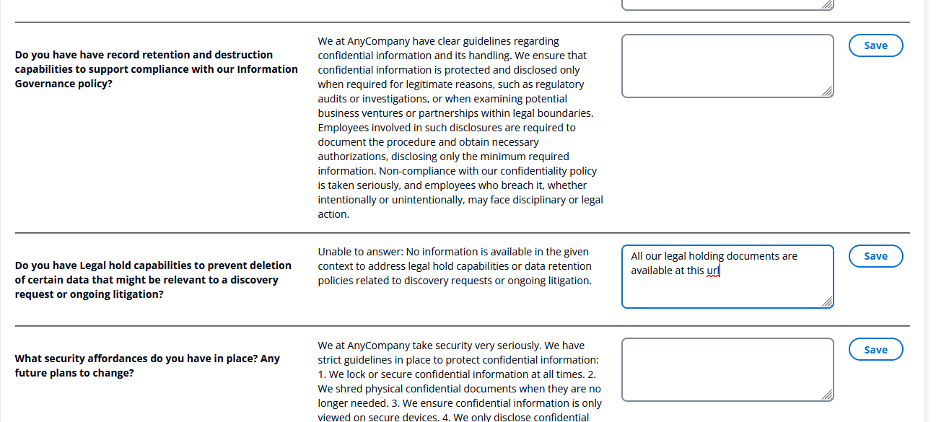 Do you have have record retention and destruction
capabilities to support compliance with our Information
Governance policy?
We at AnyCompany have clear guidelines regarding
confidential information and its handling. We ensure that
confidential information is protected and disclosed only
when required for legitimate reasons, such as regulatory
audits or investigations, or when examining potential
business ventures or partnerships within legal boundaries.
Employees involved in such disclosures are required to
document the procedure and obtain necessary
authorizations, disclosing only the minimum required
information. Non-compliance with our confidentiality policy
is taken seriously, and employees who breach it, whether
intentionally or unintentionally, may face disciplinary or legal
action.
Save
Do you have Legal hold capabilities to prevent deletion
of certain data that might be relevant to a discovery
request or ongoing litigation?
Unable to answer: No information is available in the given
context to address legal hold capabilities or data retention
policies related to discovery requests or ongoing litigation.
All our legal holding documents are
available at this url
Save
What security affordances do you have in place? Any
future plans to change?
We at AnyCompany take security very seriously. We have
strict guidelines in place to protect confidential information:
1. We lock or secure confidential information at all times. 2.
We shred physical confidential documents when they are no
longer needed. 3. We ensure confidential information is only
viewed on secure devices. 4. We only disclose confidential
Save